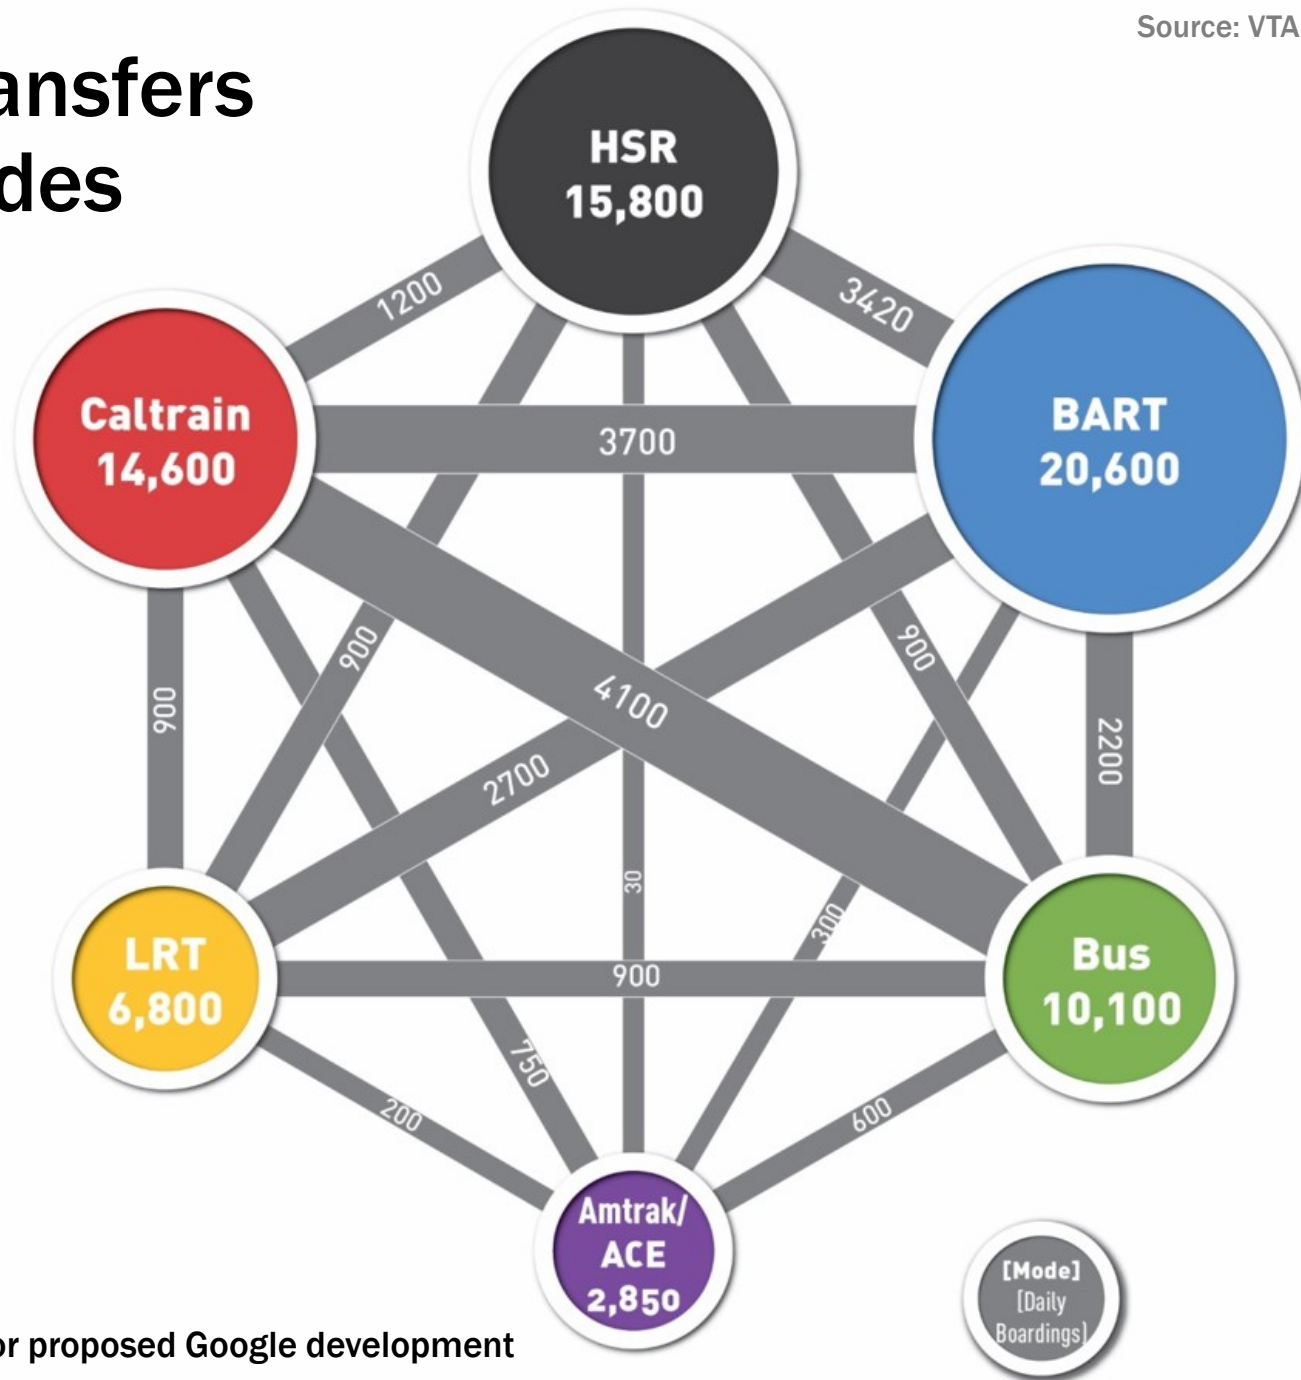 Source: VTA
ansfers
des
HSR
15,800
1200
3420
Caltrain
14,600
3700
BART
20,600
900
900
4100
900
2200
2700
30
300
LRT
6,800
900
Bus
10,100
750
200
600
Amtrak/
ACE
2,850
[Mode]
[Daily
Boardings]
or proposed Google development